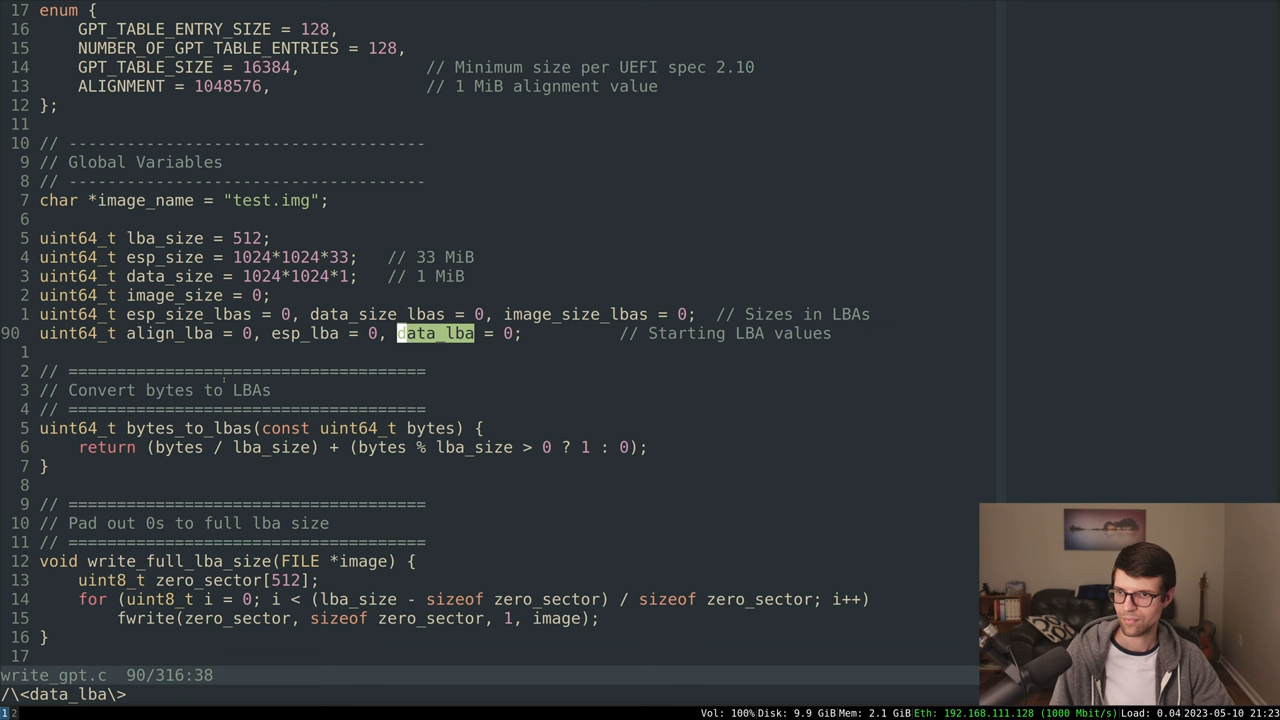 17 enum {
16     GPT_TABLE_ENTRY_SIZE = 128,
15     NUMBER_OF_GPT_TABLE_ENTRIES = 128,
14     GPT_TABLE_SIZE = 16384,              // Minimum size per UEFI spec 2.10
13     ALIGNMENT = 1048576,                 // 1 MiB alignment value
12 };
11
10 // -------------------------------------
9 // Global Variables
8 // -------------------------------------
7 char *image_name = "test.img";
6
5 uint64_t lba_size = 512;
4 uint64_t esp_size = 1024*1024*33;   // 33 MiB
3 uint64_t data_size = 1024*1024*1;   // 1 MiB
2 uint64_t image_size = 0;
1 uint64_t esp_size_lbas = 0, data_size_lbas = 0, image_size_lbas = 0;  // Sizes in LBAs
90 uint64_t align_lba = 0, esp_lba = 0, data_lba = 0;          // Starting LBA values
1
2 // =====================================
3 // Convert bytes to LBAs
4 // =====================================
5 uint64_t bytes_to_lbas(const uint64_t bytes) {
6     return (bytes / lba_size) + (bytes % lba_size > 0 ? 1 : 0);
7 }
8
9 // =====================================
10 // Pad out 0s to full lba size
11 // =====================================
12 void write_full_lba_size(FILE *image) {
13     uint8_t zero_sector[512];
14     for (uint8_t i = 0; i < (lba_size - sizeof zero_sector) / sizeof zero_sector; i++)
15         fwrite(zero_sector, sizeof zero_sector, 1, image);
16 }
17
write_gpt.c  90/316:38
/\<data_lba\>
1 2 Vol: 100% Disk: 9.9 GiB Mem: 2.1 GiB Eth: 192.168.111.128 (1000 Mbit/s) Load: 0.04 2023-05-10 21:23